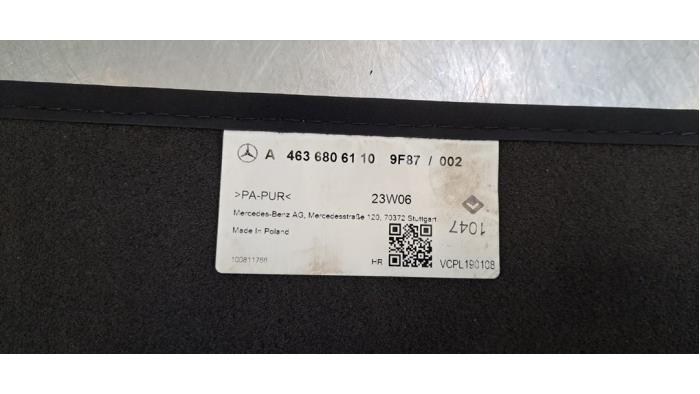 A 463 680 61 10 9F87 / 002
>PA-PUR< 23W06
Mercedes-Benz AG, Mercedesstraße 120, 70372 Stuttgart
Made In Poland
1047
100811766
HR
VCPL190108